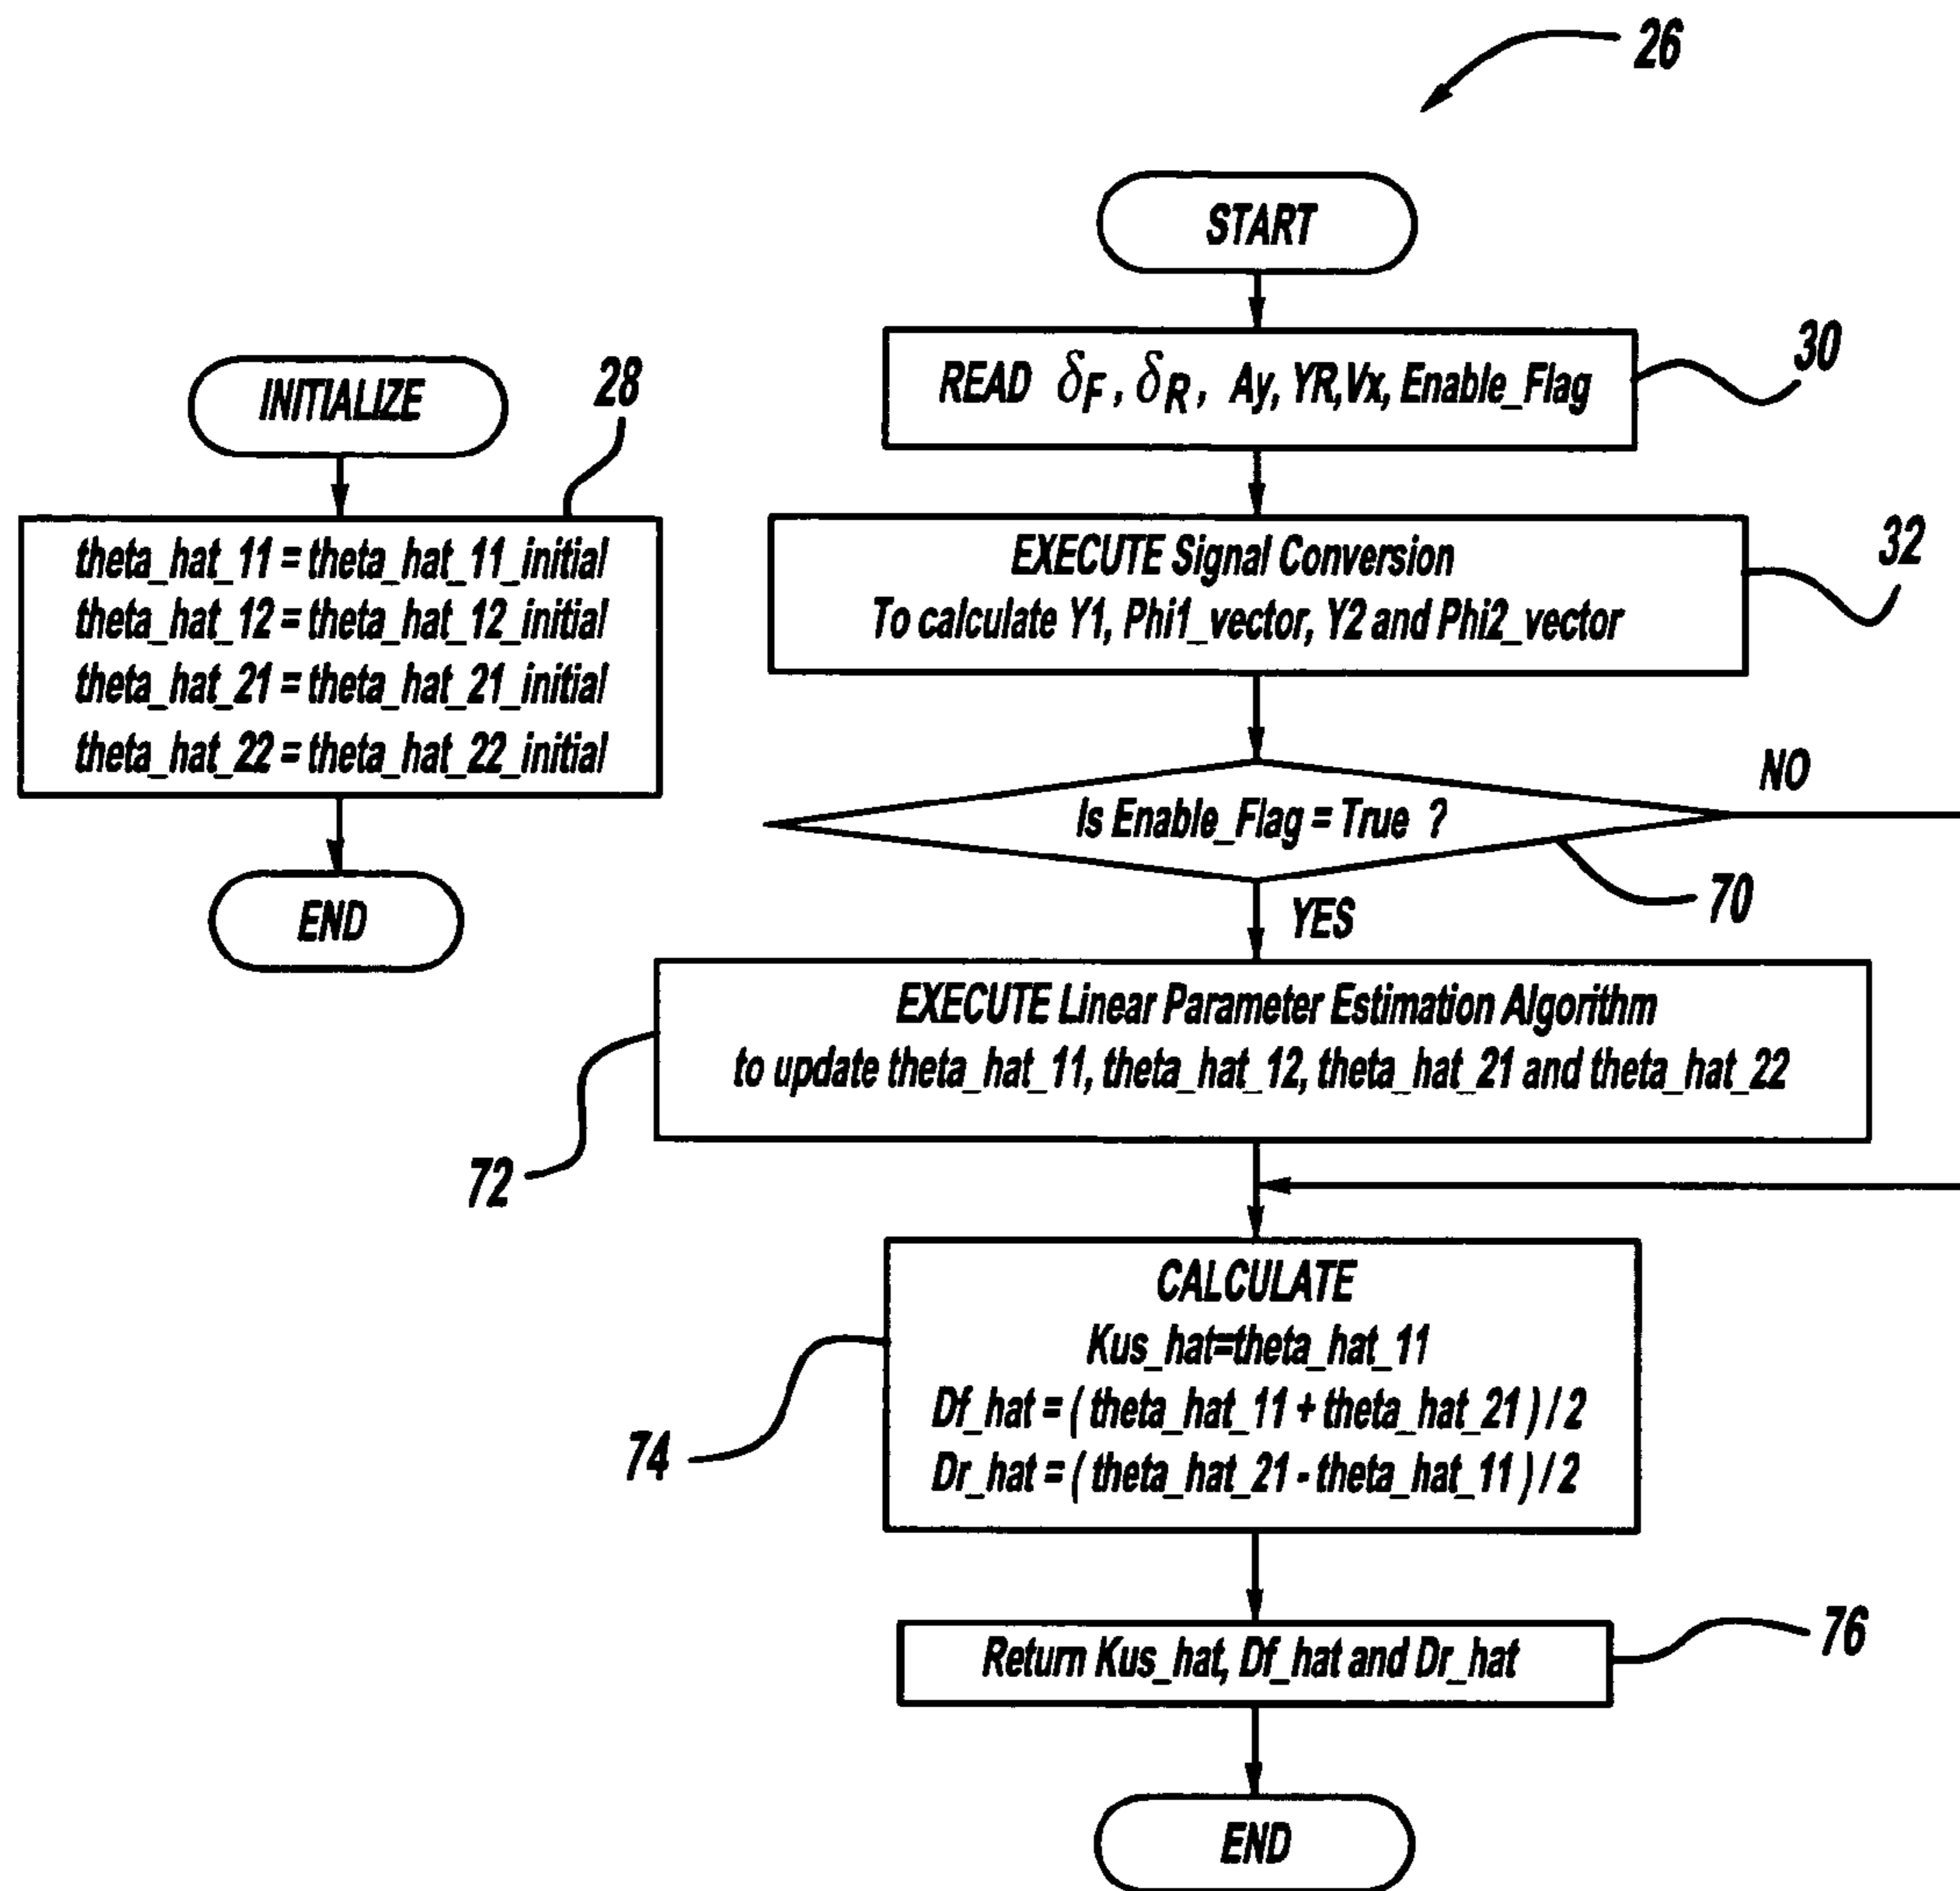 26
INITIALIZE
28
theta_hat_11 = theta_hat_11_initial
theta_hat_12 = theta_hat_12_initial
theta_hat_21 = theta_hat_21_initial
theta_hat_22 = theta_hat_22_initial
END
START
READ δF, δR, Ay, YR,Vx, Enable_Flag
30
EXECUTE Signal Conversion
To calculate Y1, Phi1_vector, Y2 and Phi2_vector
32
Is Enable_Flag = True ?
NO
70
YES
EXECUTE Linear Parameter Estimation Algorithm
to update theta_hat_11, theta_hat_12, theta_hat_21 and theta_hat_22
72
CALCULATE
Kus_hat=theta_hat_11
Df_hat = ( theta_hat_11 + theta_hat_21 ) / 2
Dr_hat = ( theta_hat_21 - theta_hat_11 ) / 2
74
Return Kus_hat, Df_hat and Dr_hat
76
END